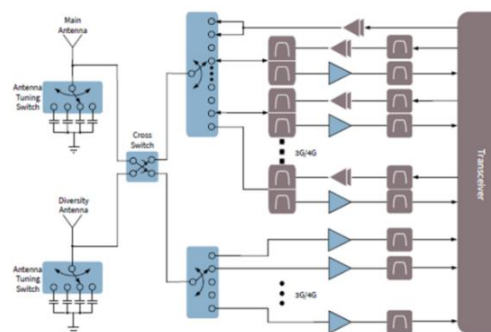 Main
Antenna
Antenna
Tuning
Switch
Cross
Switch
Diversity
Antenna
Antenna
Tuning
Switch
3G/4G
3G/4G
Transceiver